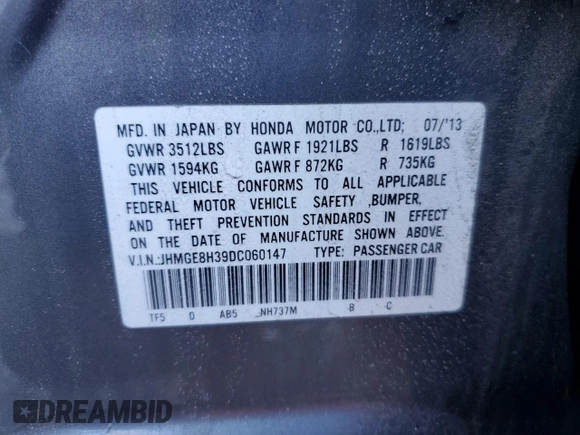 MFD. IN JAPAN BY HONDA MOTOR CO.,LTD; 07/'13
GVWR 3512LBS GAWR F 1921LBS R 1619LBS
GVWR 1594KG GAWR F 872KG R 735KG
THIS VEHICLE CONFORMS TO ALL APPLICABLE
FEDERAL MOTOR VEHICLE SAFETY ,BUMPER,
AND THEFT PREVENTION STANDARDS IN EFFECT
ON THE DATE OF MANUFACTURE SHOWN ABOVE.
V.I.N.:JHMGE8H39DC060147 TYPE: PASSENGER CAR
TF5 D AB5 NH737M B C
DREAMBID